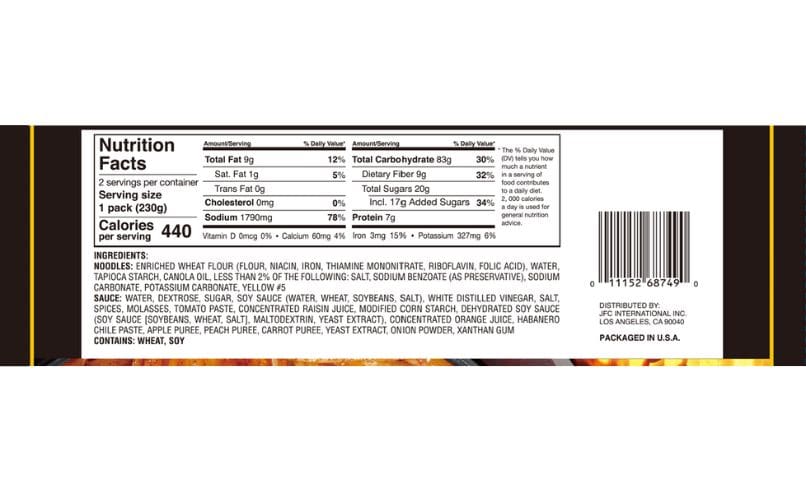 Nutrition
Facts
2 servings per container
Serving size
1 pack (230g)
Calories
per serving 440
Amount/Serving % Daily Value*
Total Fat 9g 12%
Sat. Fat 1g 5%
Trans Fat 0g
Cholesterol 0mg 0%
Sodium 1790mg 78%
Amount/Serving % Daily Value*
Total Carbohydrate 83g 30%
Dietary Fiber 9g 32%
Total Sugars 20g
Incl. 17g Added Sugars 34%
Protein 7g
Vitamin D 0mcg 0% • Calcium 60mg 4% Iron 3mg 15% • Potassium 327mg 6%
* The % Daily Value
(DV) tells you how
much a nutrient
in a serving of
food contributes
to a daily diet.
2, 000 calories
a day is used for
general nutrition
advice.
INGREDIENTS:
NOODLES: ENRICHED WHEAT FLOUR (FLOUR, NIACIN, IRON, THIAMINE MONONITRATE, RIBOFLAVIN, FOLIC ACID), WATER,
TAPIOCA STARCH, CANOLA OIL, LESS THAN 2% OF THE FOLLOWING: SALT, SODIUM BENZOATE (AS PRESERVATIVE), SODIUM
CARBONATE, POTASSIUM CARBONATE, YELLOW #5
SAUCE: WATER, DEXTROSE, SUGAR, SOY SAUCE (WATER, WHEAT, SOYBEANS, SALT), WHITE DISTILLED VINEGAR, SALT,
SPICES, MOLASSES, TOMATO PASTE, CONCENTRATED RAISIN JUICE, MODIFIED CORN STARCH, DEHYDRATED SOY SAUCE
(SOY SAUCE [SOYBEANS, WHEAT, SALT], MALTODEXTRIN, YEAST EXTRACT), CONCENTRATED ORANGE JUICE, HABANERO
CHILE PASTE, APPLE PUREE, PEACH PUREE, CARROT PUREE, YEAST EXTRACT, ONION POWDER, XANTHAN GUM
CONTAINS: WHEAT, SOY
0 11152 68749 0
DISTRIBUTED BY:
JFC INTERNATIONAL INC.
LOS ANGELES, CA 90040
PACKAGED IN U.S.A.